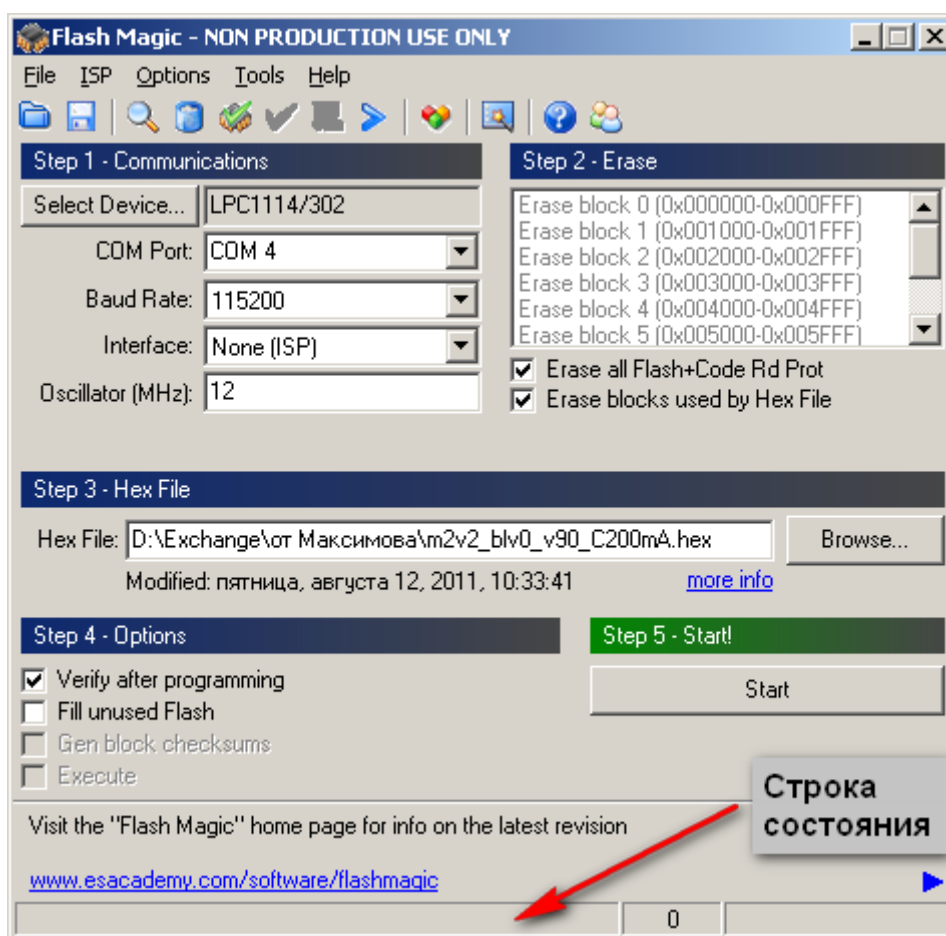 Flash Magic - NON PRODUCTION USE ONLY
File ISP Options Tools Help
Step 1 - Communications
Select Device... LPC1114/302
COM Port: COM 4
Baud Rate: 115200
Interface: None (ISP)
Oscillator (MHz): 12
Step 2 - Erase
Erase block 0 (0x000000-0x000FFF)
Erase block 1 (0x001000-0x001FFF)
Erase block 2 (0x002000-0x002FFF)
Erase block 3 (0x003000-0x003FFF)
Erase block 4 (0x004000-0x004FFF)
Erase block 5 (0x005000-0x005FFF)
Erase all Flash+Code Rd Prot
Erase blocks used by Hex File
Step 3 - Hex File
Hex File: D:\Exchange\от Максимова\m2v2_blv0_v90_C200mA.hex Browse...
Modified: пятница, августа 12, 2011, 10:33:41 more info
Step 4 - Options
Verify after programming
Fill unused Flash
Gen block checksums
Execute
Step 5 - Start!
Start
Строка
состояния
Visit the "Flash Magic" home page for info on the latest revision
www.esacademy.com/software/flashmagic
0